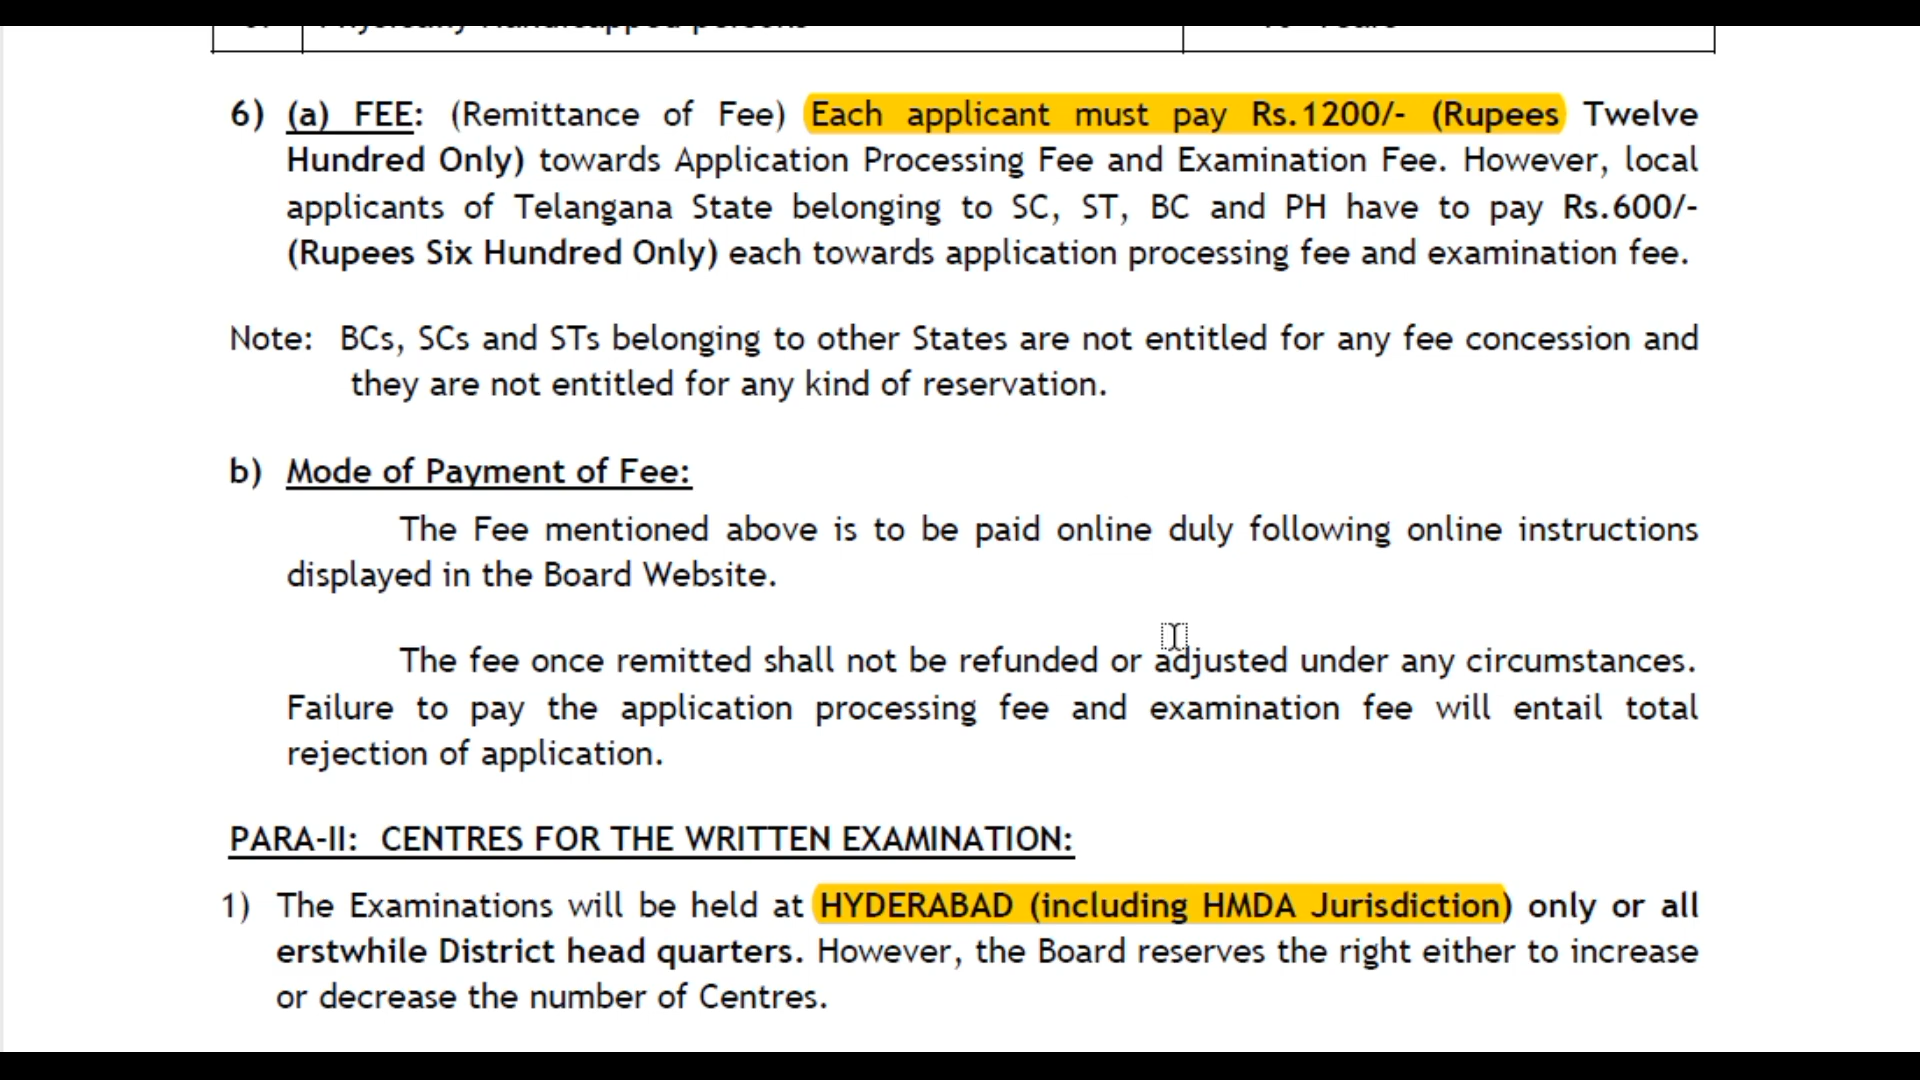 6) (a) FEE: (Remittance of Fee) Each applicant must pay Rs.1200/- (Rupees Twelve
Hundred Only) towards Application Processing Fee and Examination Fee. However, local
applicants of Telangana State belonging to SC, ST, BC and PH have to pay Rs.600/-
(Rupees Six Hundred Only) each towards application processing fee and examination fee.
Note: BCs, SCs and STs belonging to other States are not entitled for any fee concession and
they are not entitled for any kind of reservation.
b) Mode of Payment of Fee:
The Fee mentioned above is to be paid online duly following online instructions
displayed in the Board Website.
The fee once remitted shall not be refunded or adjusted under any circumstances.
Failure to pay the application processing fee and examination fee will entail total
rejection of application.
PARA-II: CENTRES FOR THE WRITTEN EXAMINATION:
1) The Examinations will be held at HYDERABAD (including HMDA Jurisdiction) only or all
erstwhile District head quarters. However, the Board reserves the right either to increase
or decrease the number of Centres.